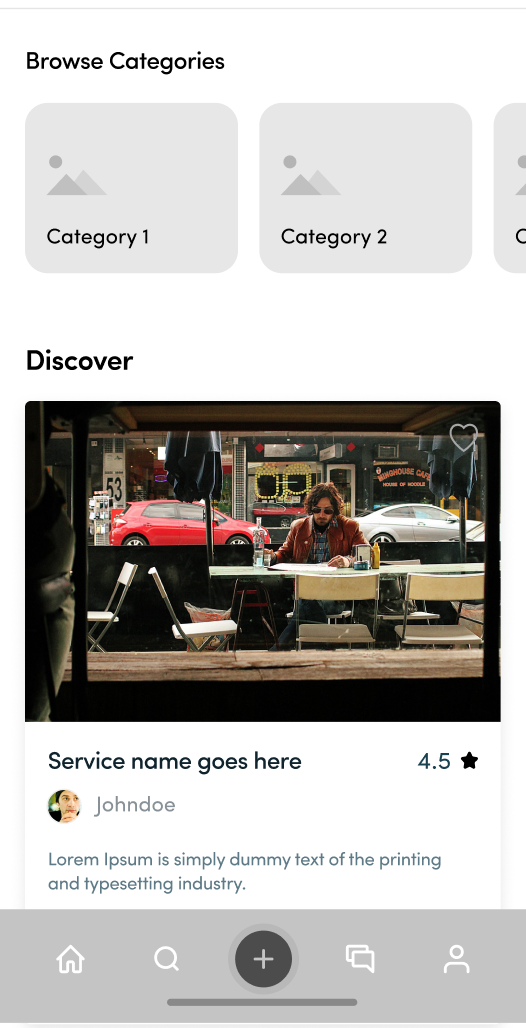 Browse Categories
Category 1
Category 2
C
Discover
53
MINGHOUSE CAFE
HOUSE OF NOODLE
Service name goes here
4.5
Johndoe
Lorem Ipsum is simply dummy text of the printing
and typesetting industry.